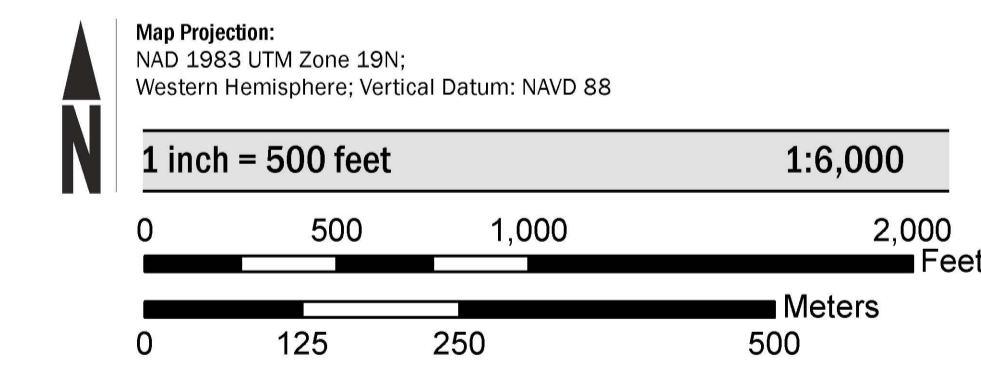 N
Map Projection:
NAD 1983 UTM Zone 19N;
Western Hemisphere; Vertical Datum: NAVD 88
1 inch = 500 feet 1:6,000
0 500 1,000 2,000
Feet
Meters
0 125 250 500